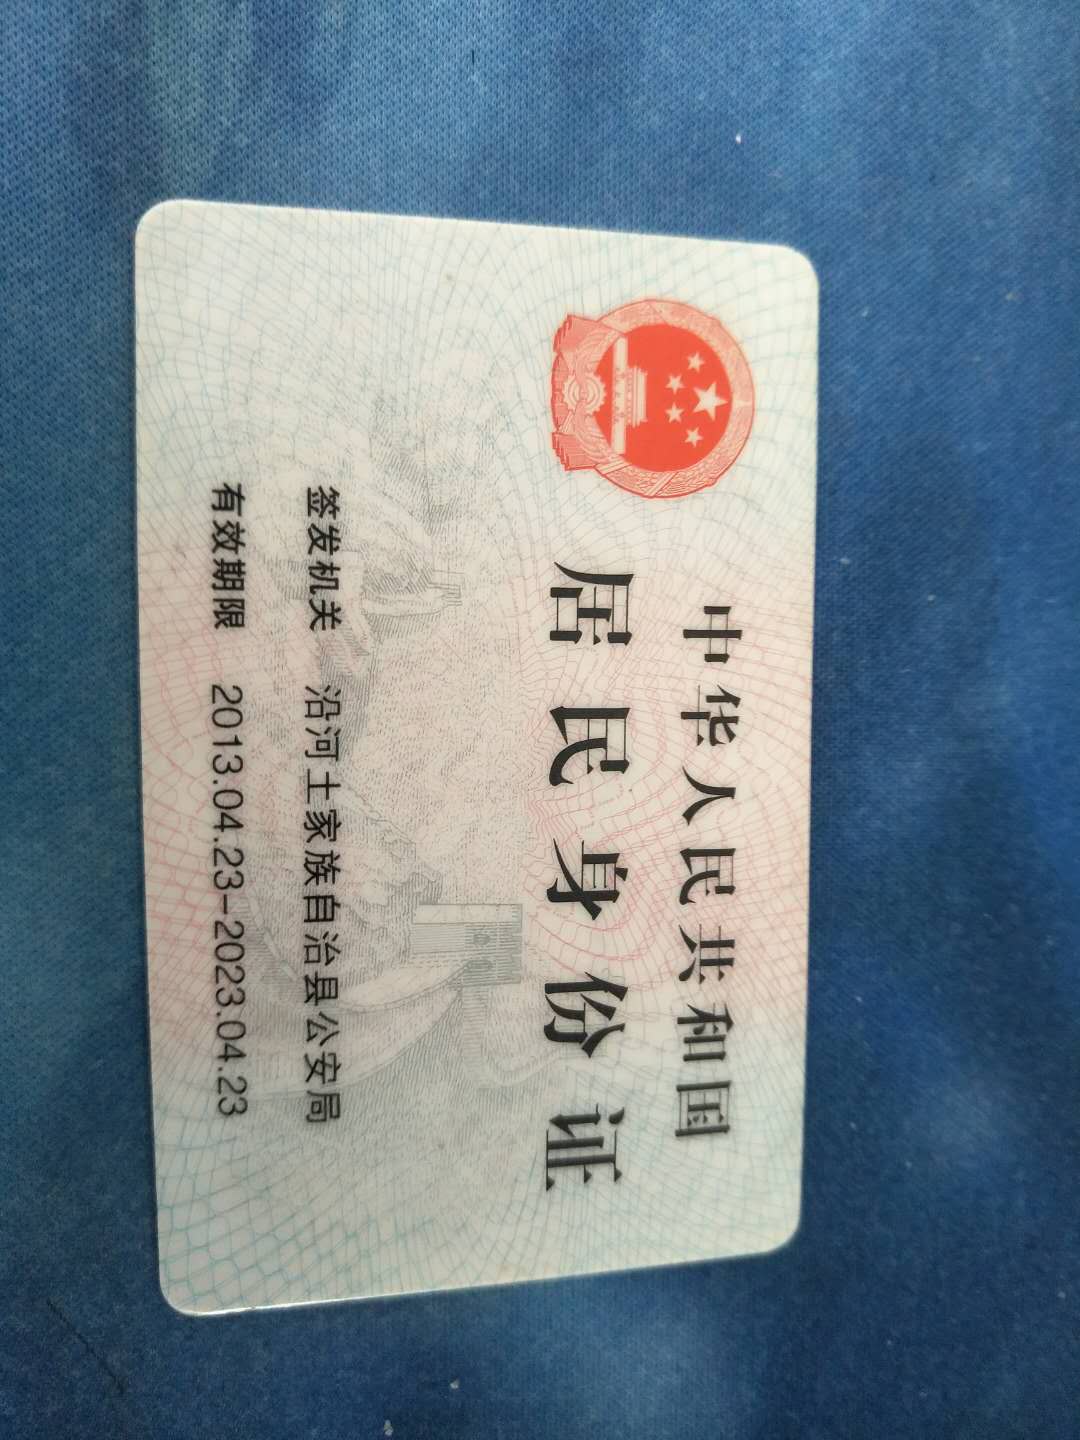 中华人民共和国
居民身份证
签发机关 沿河土家族自治县公安局
有效期限 2013.04.23-2023.04.23